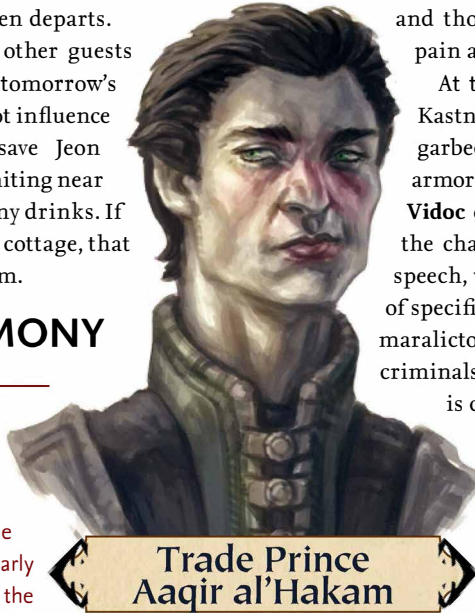 en departs.
other guests
tomorrow's
ot influence
save Jeon
iting near
ny drinks. If
cottage, that
m.
MONY
e
arly
the
and tho
pain a
At t
Kastn
garbe
armor
Vidoc
the cha
speech,
of specifi
maralicto
criminals
is
Trade Prince
Aaqir al'Hakam